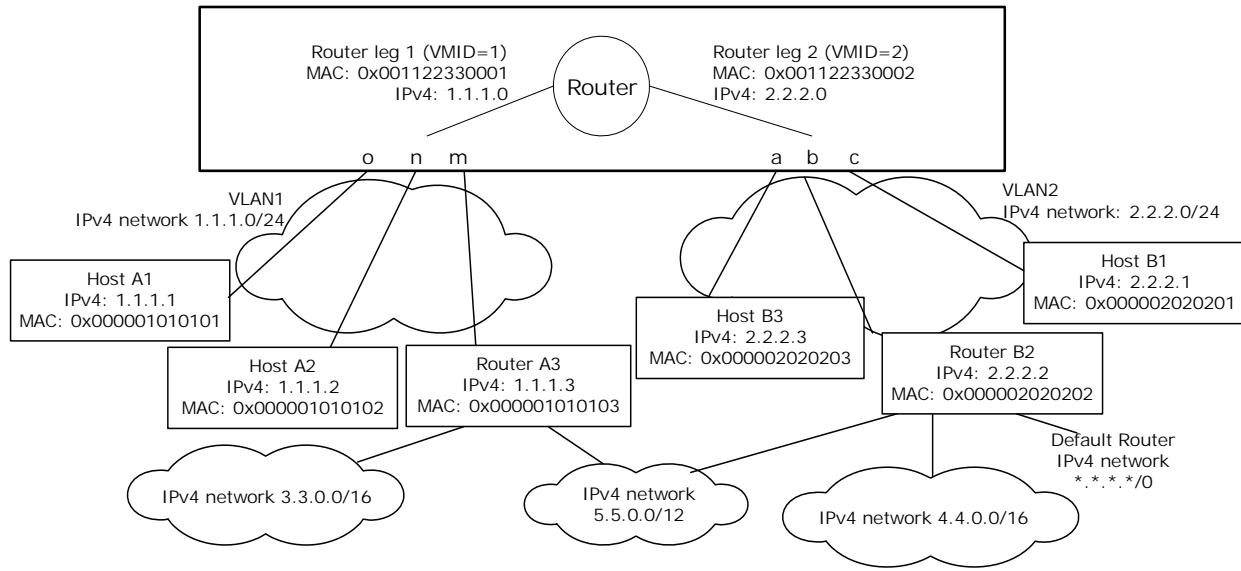 Router leg 1 (VMID=1)
MAC: 0x001122330001
IPv4: 1.1.1.0
Router
Router leg 2 (VMID=2)
MAC: 0x001122330002
IPv4: 2.2.2.0
o n m
a b c
VLAN1
IPv4 network 1.1.1.0/24
VLAN2
IPv4 network: 2.2.2.0/24
Host A1
IPv4: 1.1.1.1
MAC: 0x000001010101
Host B1
IPv4: 2.2.2.1
MAC: 0x000002020201
Host B3
IPv4: 2.2.2.3
MAC: 0x000002020203
Host A2
IPv4: 1.1.1.2
MAC: 0x000001010102
Router A3
IPv4: 1.1.1.3
MAC: 0x000001010103
Router B2
IPv4: 2.2.2.2
MAC: 0x000002020202
Default Router
IPv4 network
*.*.*.*/0
IPv4 network 3.3.0.0/16
IPv4 network
5.5.0.0/12
IPv4 network 4.4.0.0/16